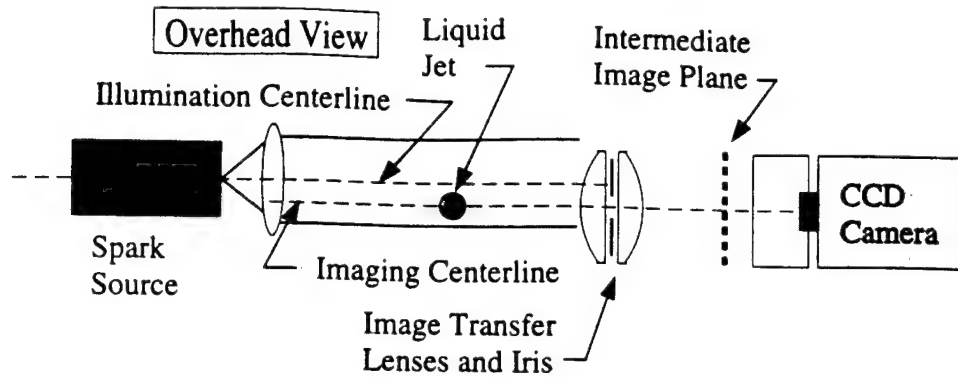 Overhead View
Liquid
Jet
Intermediate
Image Plane
Illumination Centerline
CCD
Camera
Spark
Source
Imaging Centerline
Image Transfer
Lenses and Iris